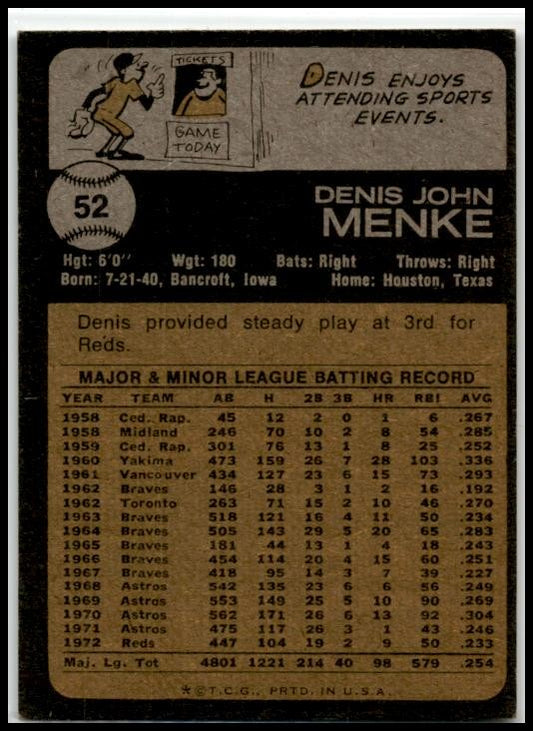 TICKETS
GAME
TODAY
DENIS ENJOYS
ATTENDING SPORTS
EVENTS.
52
DENIS JOHN
MENKE
Hgt: 6'0" Wgt: 180 Bats: Right Throws: Right
Born: 7-21-40, Bancroft, Iowa Home: Houston, Texas
Denis provided steady play at 3rd for
Reds.
MAJOR & MINOR LEAGUE BATTING RECORD
YEAR TEAM AB H 2B 3B HR RBI AVG
1958 Ced. Rap. 45 12 2 0 1 6 .267
1958 Midland 246 70 10 2 8 54 .285
1959 Ced. Rap. 301 76 13 1 8 25 .252
1960 Yakima 473 159 26 7 28 103 .336
1961 Vancouver 434 127 23 6 15 73 .293
1962 Braves 146 28 3 1 2 16 .192
1962 Toronto 263 71 15 2 10 46 .270
1963 Braves 518 121 16 4 11 50 .234
1964 Braves 505 143 29 5 20 65 .283
1965 Braves 181 44 13 1 4 18 .243
1966 Braves 454 114 20 4 15 60 .251
1967 Braves 418 95 14 3 7 39 .227
1968 Astros 542 135 23 6 6 56 .249
1969 Astros 553 149 25 5 10 90 .269
1970 Astros 562 171 26 6 13 92 .304
1971 Astros 475 117 26 3 1 43 .246
1972 Reds 447 104 19 2 9 50 .233
Maj. Lg. Tot 4801 1221 214 40 98 579 .254
*©T.C.G., PRTD. IN U.S.A.